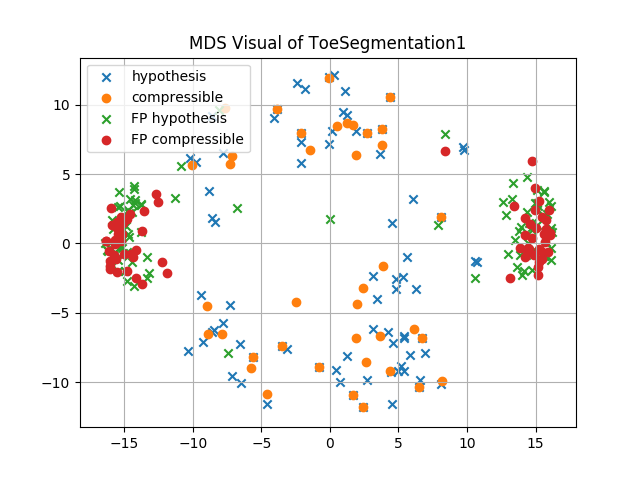 MDS Visual of ToeSegmentation1
hypothesis
compressible
FP hypothesis
FP compressible
10
5
0
−5
−10
−15
−10
−5
0
5
10
15